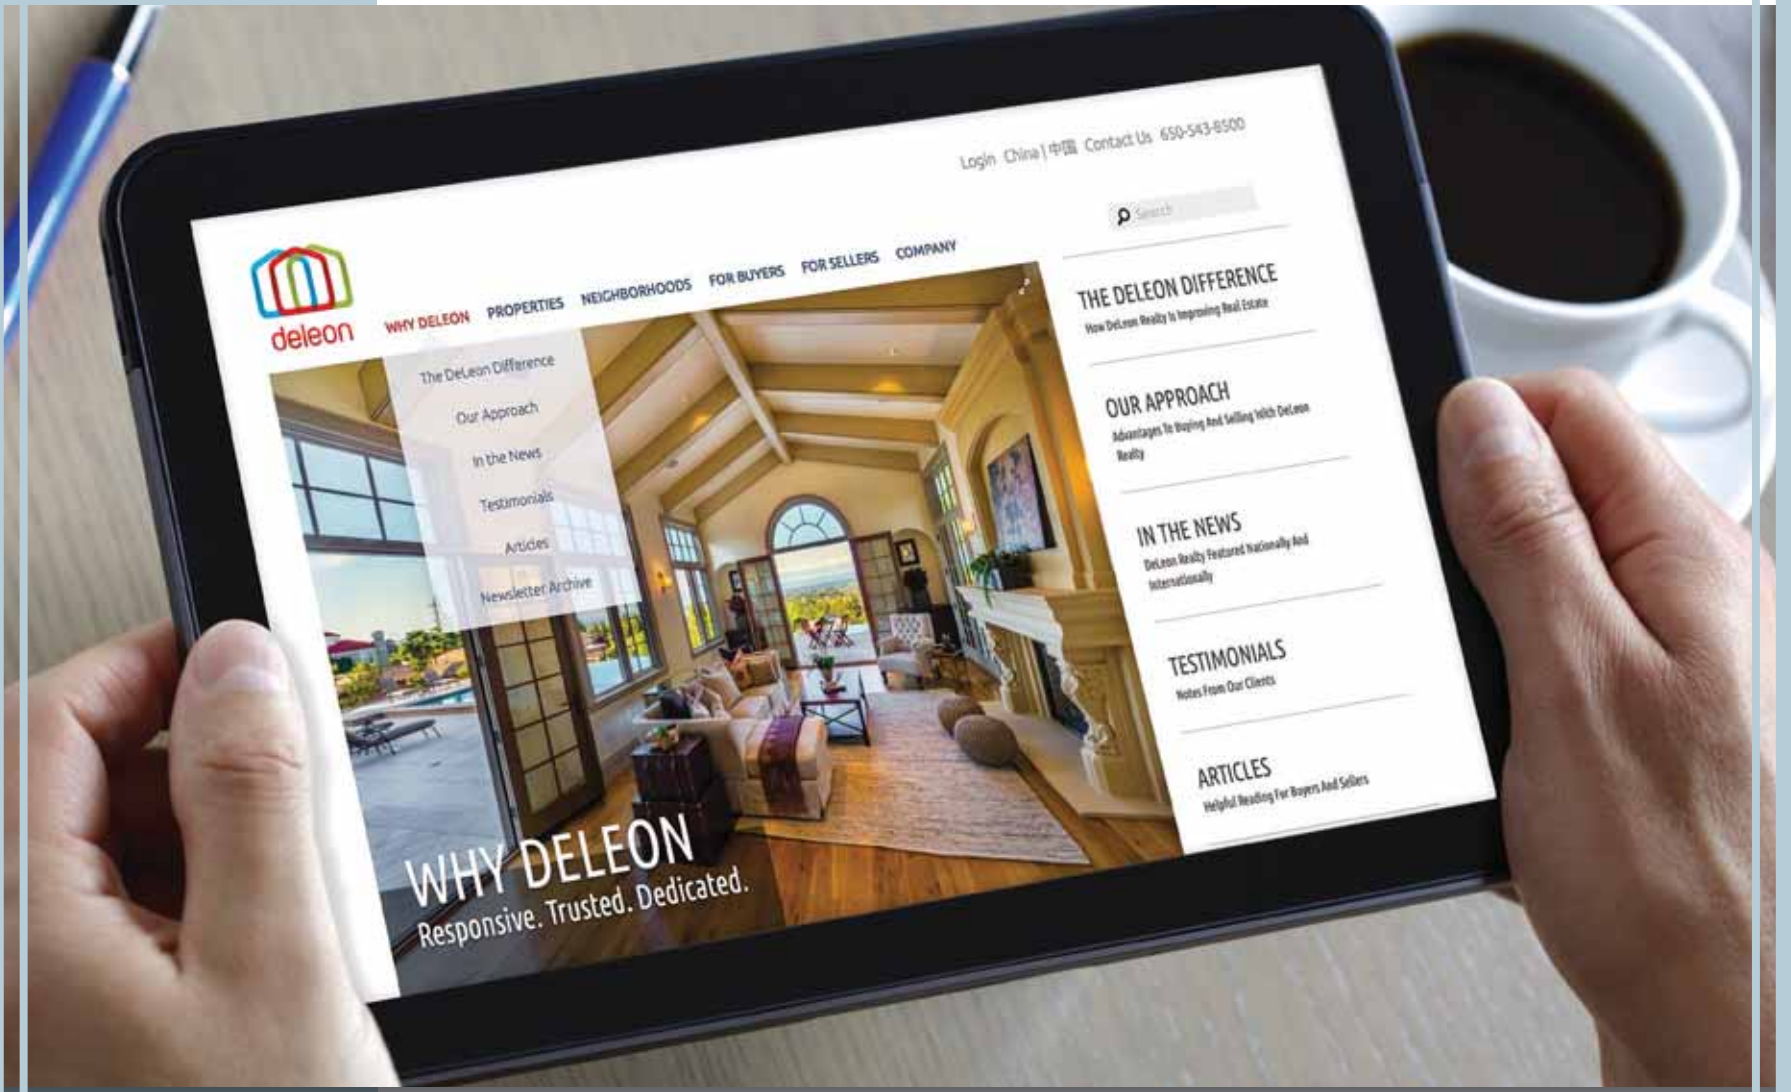 Login China | 中国 Contact Us 650-543-8500
Search
deleon
WHY DELEON PROPERTIES NEIGHBORHOODS FOR BUYERS FOR SELLERS COMPANY
The DeLeon Difference
Our Approach
In the News
Testimonials
Articles
Newsletter Archive
WHY DELEON
Responsive. Trusted. Dedicated.
THE DELEON DIFFERENCE
How DeLeon Realty Is Improving Real Estate
OUR APPROACH
Advantages To Buying And Selling With DeLeon
Realty
IN THE NEWS
DeLeon Realty Featured Nationally And
Internationally
TESTIMONIALS
Notes From Our Clients
ARTICLES
Helpful Reading For Buyers And Sellers